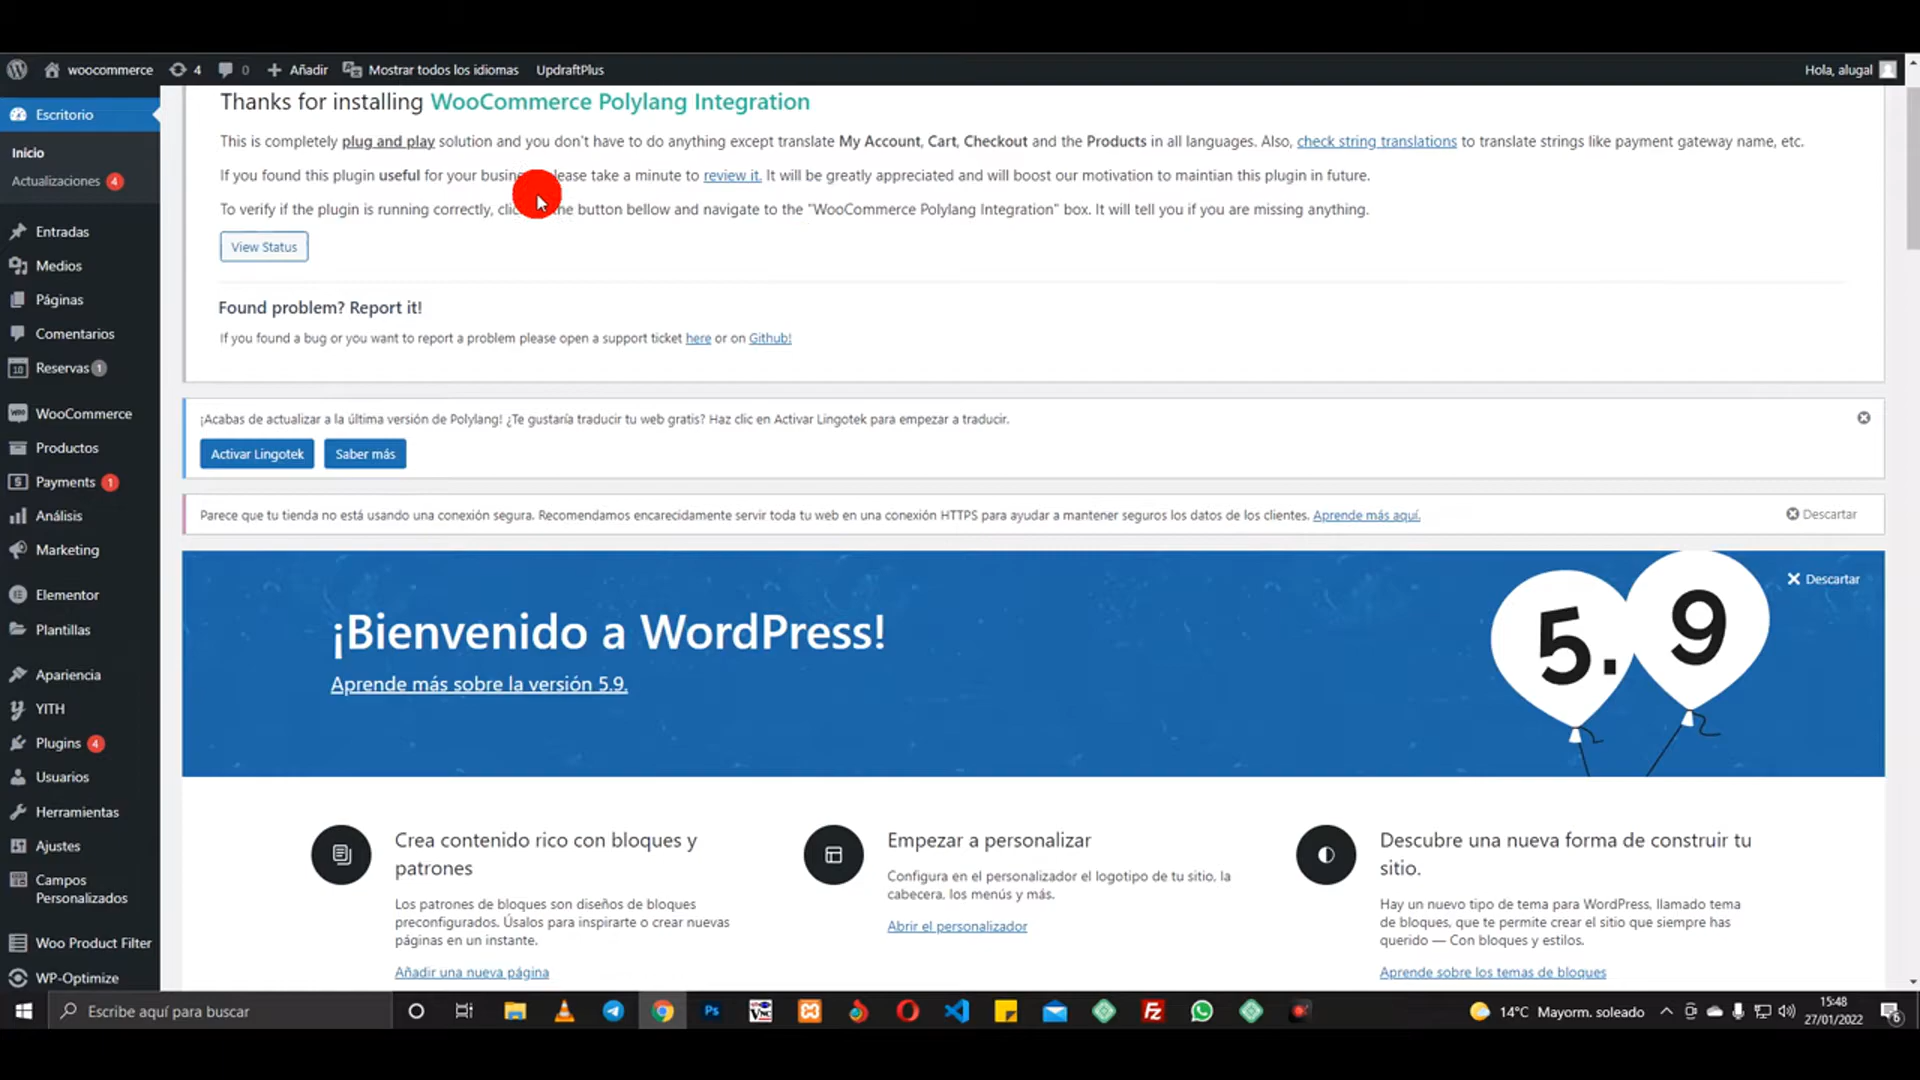 woocommerce 4 0 + Añadir Mostrar todos los idiomas UpdraftPlus Hola, alugal
Escritorio
Inicio
Actualizaciones 4
Entradas
Medios
Páginas
Comentarios
Reservas 1
WooCommerce
Productos
Payments 1
Análisis
Marketing
Elementor
Plantillas
Apariencia
YITH
Plugins 4
Usuarios
Herramientas
Ajustes
Campos
Personalizados
Woo Product Filter
WP-Optimize
Thanks for installing WooCommerce Polylang Integration
This is completely plug and play solution and you don't have to do anything except translate My Account, Cart, Checkout and the Products in all languages. Also, check string translations to translate strings like payment gateway name, etc.
If you found this plugin useful for your busin ease take a minute to review it. It will be greatly appreciated and will boost our motivation to maintian this plugin in future.
To verify if the plugin is running correctly, clic he button bellow and navigate to the "WooCommerce Polylang Integration" box. It will tell you if you are missing anything.
View Status
Found problem? Report it!
If you found a bug or you want to report a problem please open a support ticket here or on Github!
¡Acabas de actualizar a la última versión de Polylang! ¿Te gustaría traducir tu web gratis? Haz clic en Activar Lingotek para empezar a traducir.
Activar Lingotek Saber más
Parece que tu tienda no está usando una conexión segura. Recomendamos encarecidamente servir toda tu web en una conexión HTTPS para ayudar a mantener seguros los datos de los clientes. Aprende más aquí. Descartar
Descartar
¡Bienvenido a WordPress!
Aprende más sobre la versión 5.9.
5. 9
Crea contenido rico con bloques y
patrones
Los patrones de bloques son diseños de bloques
preconfigurados. Úsalos para inspirarte o crear nuevas
páginas en un instante.
Añadir una nueva página
Empezar a personalizar
Configura en el personalizador el logotipo de tu sitio, la
cabecera, los menús y más.
Abrir el personalizador
Descubre una nueva forma de construir tu
sitio.
Hay un nuevo tipo de tema para WordPress, llamado tema
de bloques, que te permite crear el sitio que siempre has
querido — Con bloques y estilos.
Aprende sobre los temas de bloques
Escribe aquí para buscar
Ps
VNC
Fz
14°C Mayorm. soleado
15:48
27/01/2022
6